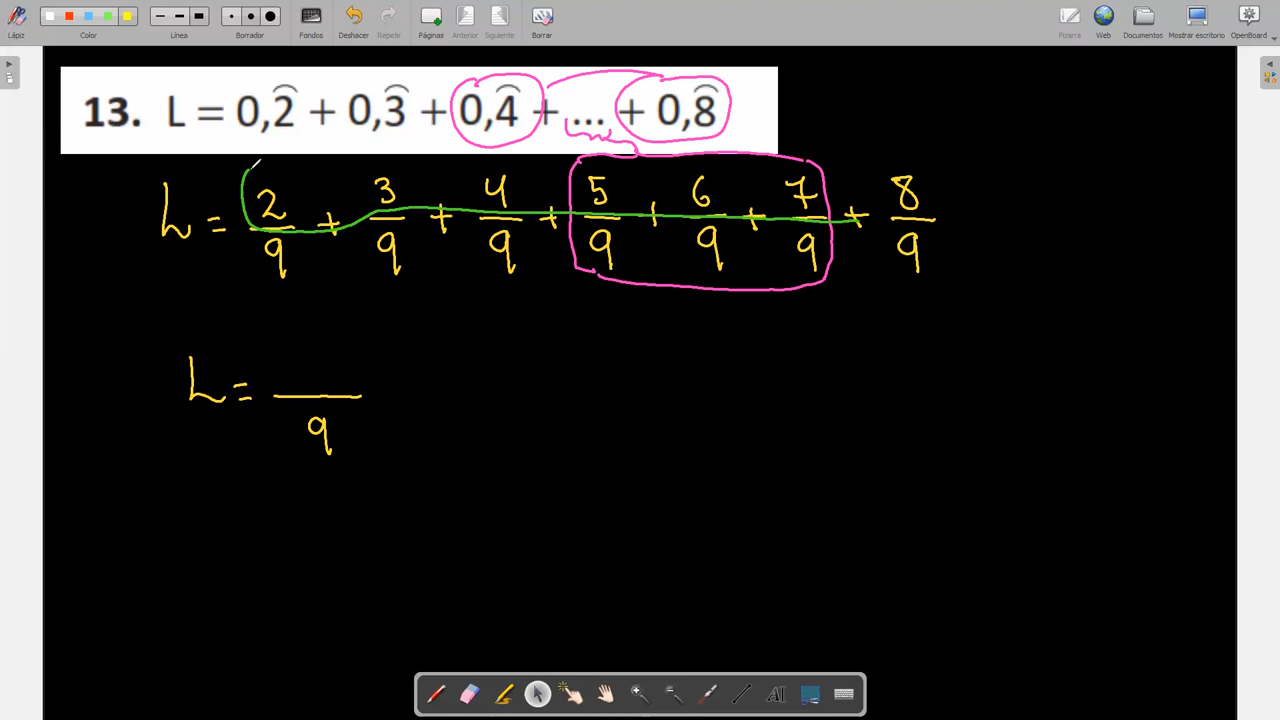 Lápiz Color Línea Borrador Fondos Deshacer Repetir Páginas Anterior Siguiente Borrar Pizarra Web Documentos Mostrar escritorio OpenBoard
13. L = 0,2͡ + 0,3͡ + 0,4͡ + ... + 0,8͡
L = 2/9 + 3/9 + 4/9 + 5/9 + 6/9 + 7/9 + 8/9
L = /9
AI